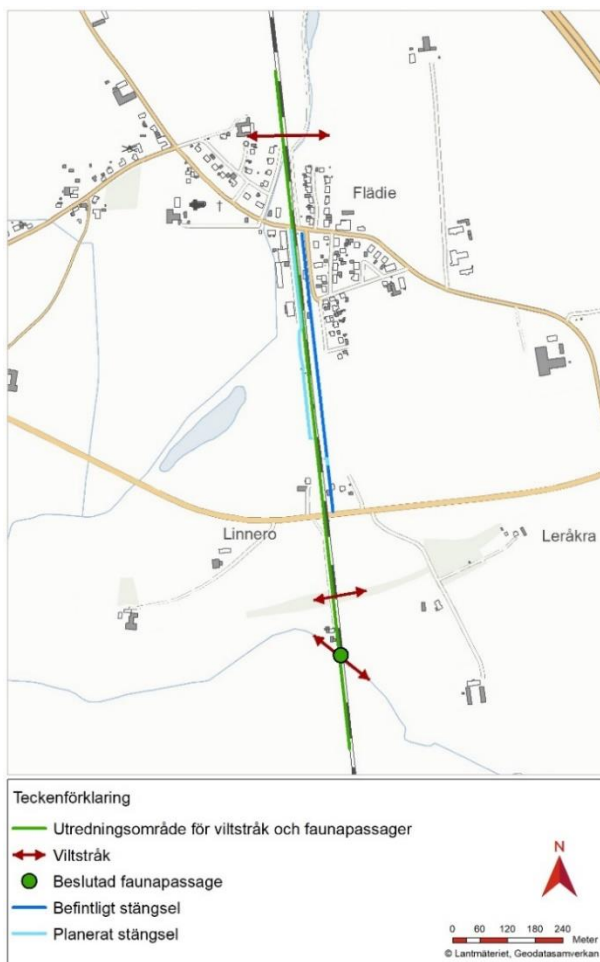 Flädie
Linnero
Leråkra
Teckenförklaring
Utredningsområde för viltstråk och faunapassager
Viltstråk
Beslutad faunapassage
Befintligt stängsel
Planerat stängsel
N
0 60 120 180 240
Meter
© Lantmäteriet, Geodatasamverkan